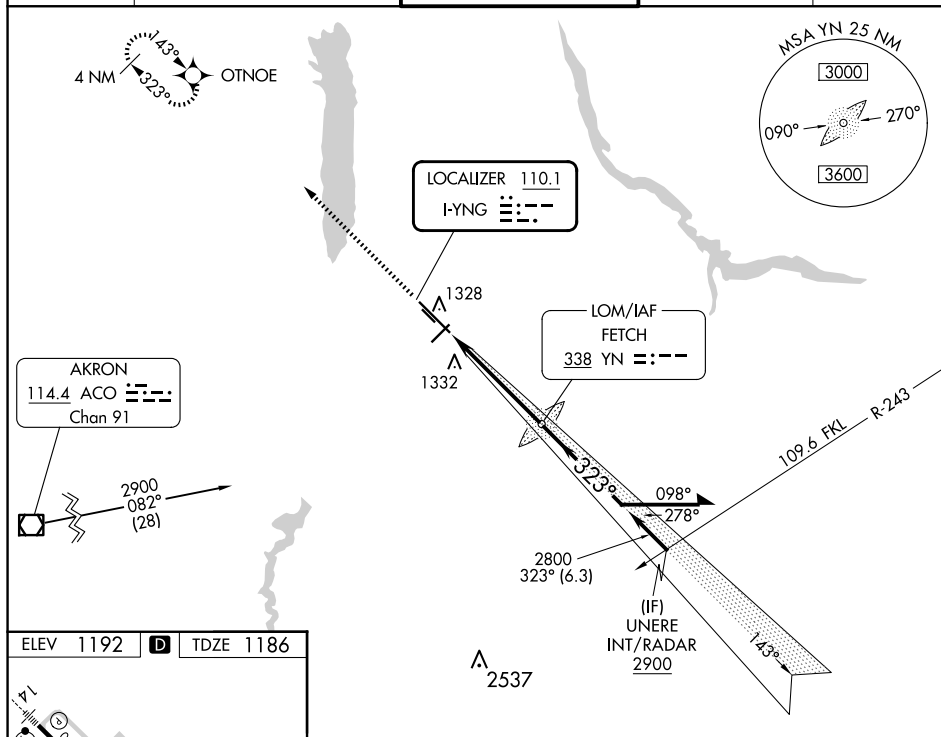 MSA YN 25 NM
3000
090°
270°
3600
143°
4 NM
323°
OTNOE
LOCALIZER 110.1
I-YNG
1328
1332
LOM/IAF
FETCH
338 YN
AKRON
114.4 ACO
Chan 91
2900
082°
(28)
109.6 FKL R-243
323°
098°
278°
2800
323° (6.3)
(IF)
UNERE
INT/RADAR
2900
143°
2537
ELEV 1192 D TDZE 1186
14
P